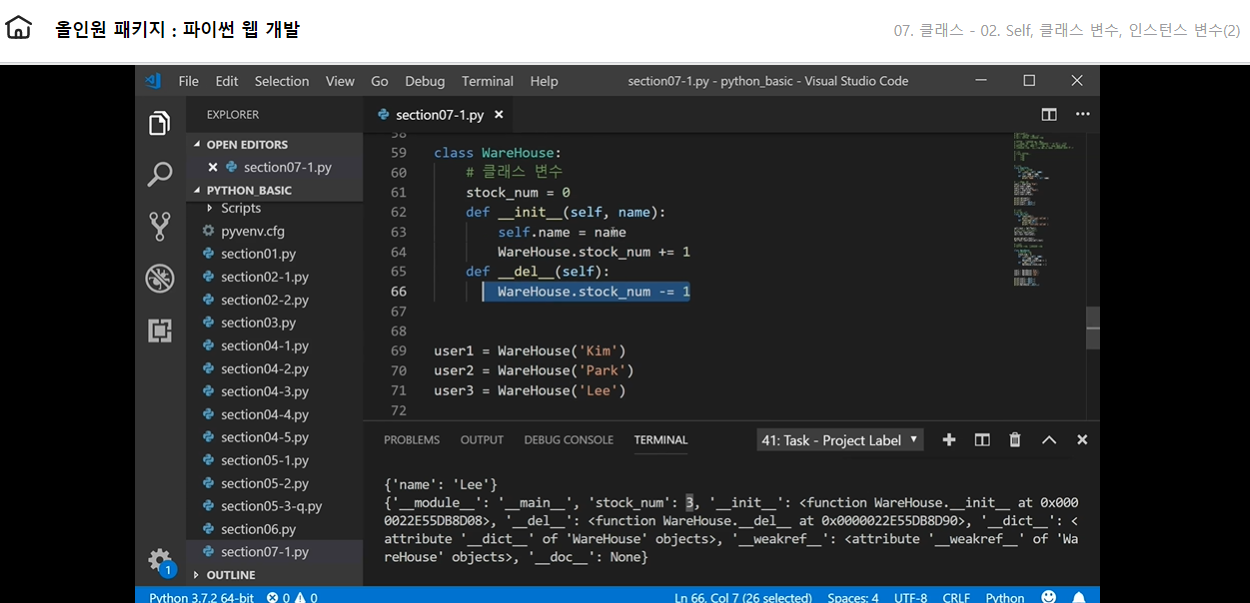 올인원 패키지 : 파이썬 웹 개발
07. 클래스 - 02. Self, 클래스 변수, 인스턴스 변수(2)
File Edit Selection View Go Debug Terminal Help section07-1.py - python_basic - Visual Studio Code
EXPLORER
section07-1.py
OPEN EDITORS
section07-1.py
PYTHON_BASIC
Scripts
pyvenv.cfg
section01.py
section02-1.py
section02-2.py
section03.py
section04-1.py
section04-2.py
section04-3.py
section04-4.py
section04-5.py
section05-1.py
section05-2.py
section05-3-q.py
section06.py
section07-1.py
OUTLINE
58
59 class WareHouse:
60 # 클래스 변수
61 stock_num = 0
62 def __init__(self, name):
63 self.name = name
64 WareHouse.stock_num += 1
65 def __del__(self):
66 WareHouse.stock_num -= 1
67
68
69 user1 = WareHouse('Kim')
70 user2 = WareHouse('Park')
71 user3 = WareHouse('Lee')
72
PROBLEMS OUTPUT DEBUG CONSOLE TERMINAL 41: Task - Project Label
{'name': 'Lee'}
{'__module__': '__main__', 'stock_num': 3, '__init__': <function WareHouse.__init__ at 0x000
0022E55DB8D08>, '__del__': <function WareHouse.__del__ at 0x0000022E55DB8D90>, '__dict__': <
attribute '__dict__' of 'WareHouse' objects>, '__weakref__': <attribute '__weakref__' of 'Wa
reHouse' objects>, '__doc__': None}
1
Python 3.7.2 64-bit 0 0 Ln 66, Col 7 (26 selected) Spaces: 4 UTF-8 CRLF Python